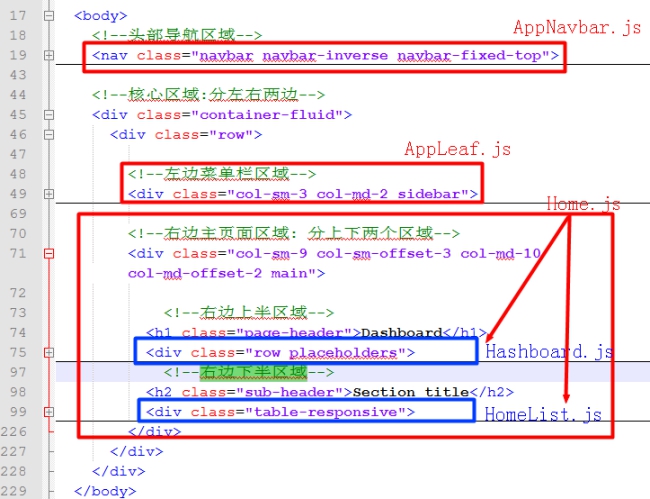 17 <body>
18 <!--头部导航区域-->
AppNavbar.js
19 <nav class="navbar navbar-inverse navbar-fixed-top">
43
44 <!--核心区域:分左右两边-->
45 <div class="container-fluid">
46 <div class="row">
47
AppLeaf.js
48 <!--左边菜单栏区域-->
49 <div class="col-sm-3 col-md-2 sidebar">
Home.js
69
70 <!--右边主页面区域: 分上下两个区域-->
71 <div class="col-sm-9 col-sm-offset-3 col-md-10
col-md-offset-2 main">
72
73 <!--右边上半区域-->
74 <h1 class="page-header">Dashboard</h1>
75 <div class="row placeholders">
Hashboard.js
97 <!--右边下半区域-->
98 <h2 class="sub-header">Section title</h2>
99 <div class="table-responsive">
HomeList.js
226 </div>
227 </div>
228 </div>
229 </body>